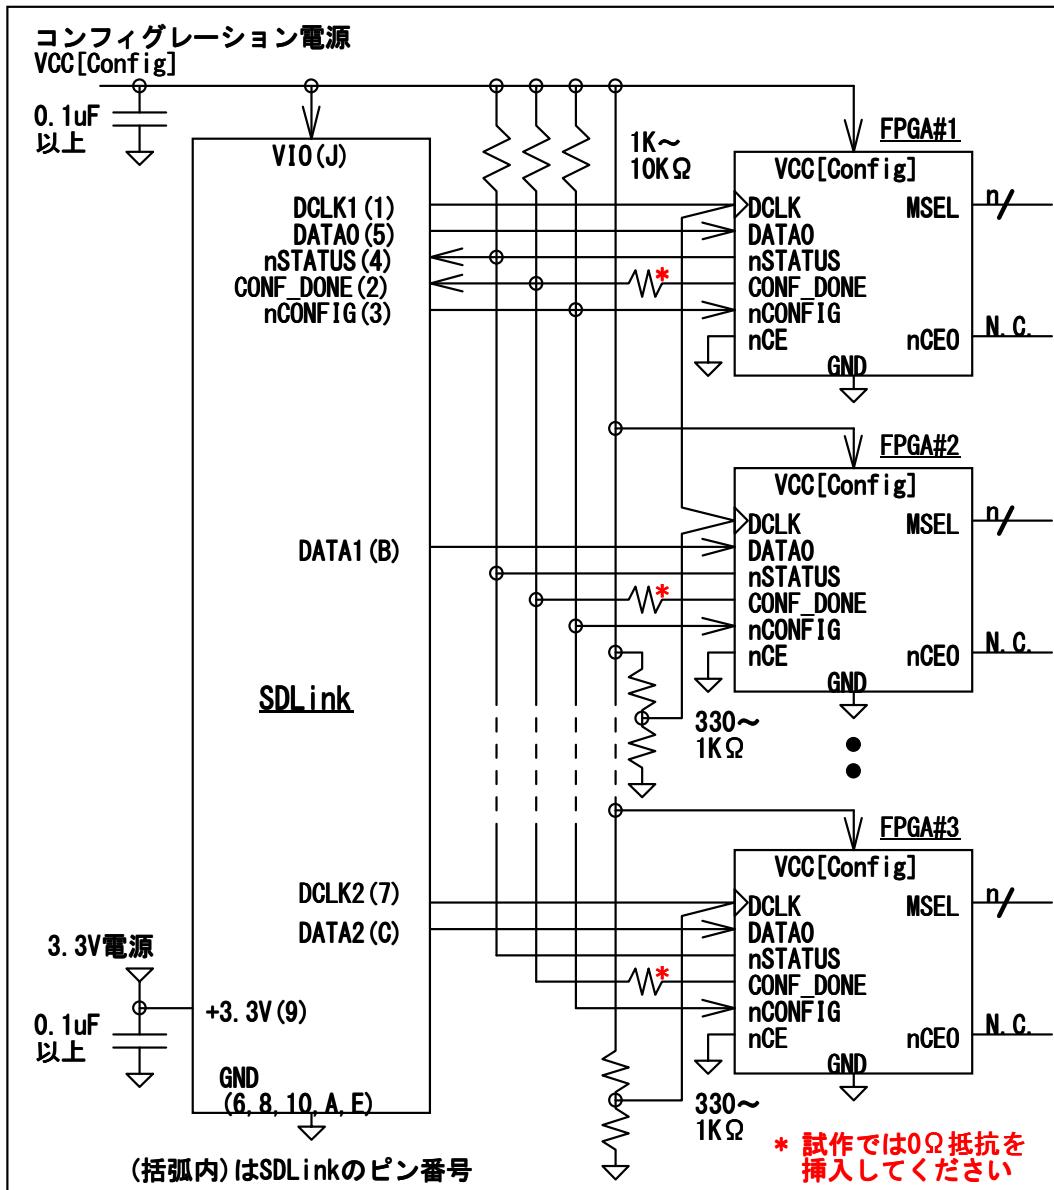 コンフィグレーション電源
VCC[Config]
0.1uF
以上
VIO(J)
DCLK1(1)
DATA0(5)
nSTATUS(4)
CONF_DONE(2)
nCONFIG(3)
DATA1(B)
SDLink
DCLK2(7)
DATA2(C)
3.3V電源
+3.3V(9)
0.1uF
以上
GND
(6,8,10,A,E)
(括弧内)はSDLinkのピン番号
1K～
10KΩ
FPGA#1
VCC[Config]
DCLK
MSEL
n
DATA0
nSTATUS
*
CONF_DONE
nCONFIG
nCE
nCEO
N.C.
GND
FPGA#2
VCC[Config]
DCLK
MSEL
n
DATA0
nSTATUS
*
CONF_DONE
nCONFIG
nCE
nCEO
N.C.
GND
330～
1KΩ
FPGA#3
VCC[Config]
DCLK
MSEL
n
DATA0
nSTATUS
*
CONF_DONE
nCONFIG
nCE
nCEO
N.C.
GND
330～
1KΩ
* 試作では0Ω抵抗を
挿入してください